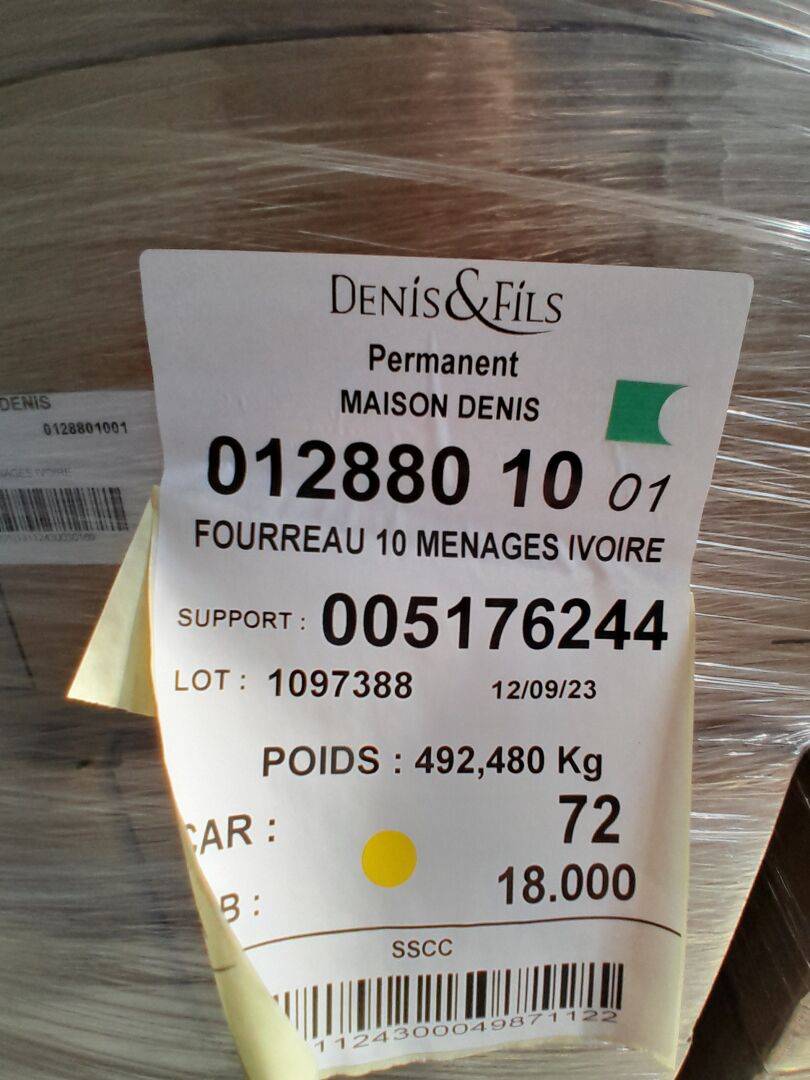 DENIS&FILS
Permanent
MAISON DENIS
012880 10 01
FOURREAU 10 MENAGES IVOIRE
SUPPORT : 005176244
LOT : 1097388 12/09/23
POIDS : 492,480 Kg
CAR : 72
B : 18.000
SSCC
1124300049871122
DENIS
0128801001